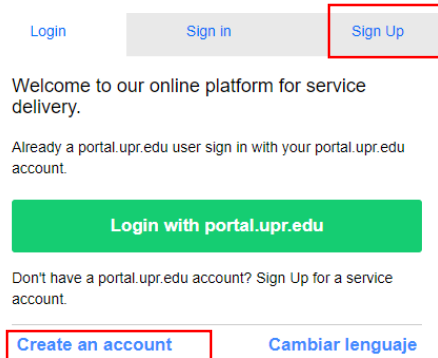 Login Sign in Sign Up
Welcome to our online platform for service
delivery.
Already a portal.upr.edu user sign in with your portal.upr.edu
account.
Login with portal.upr.edu
Don't have a portal.upr.edu account? Sign Up for a service
account.
Create an account Cambiar lenguaje